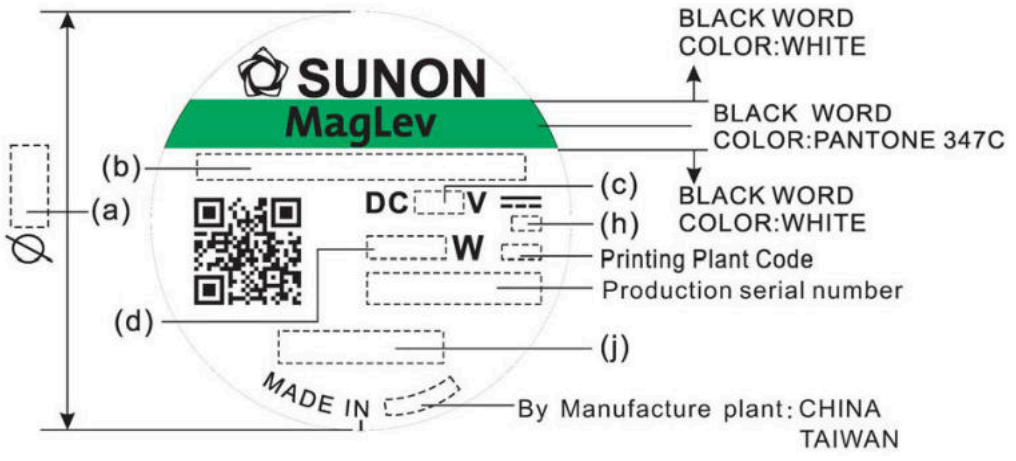 BLACK WORD
COLOR:WHITE
SUNON
MagLev
BLACK WORD
COLOR:PANTONE 347C
(b)
(c)
BLACK WORD
COLOR:WHITE
(a)
DC V
(h)
Ø
W
Printing Plant Code
Production serial number
(d)
(j)
MADE IN
By Manufacture plant: CHINA
TAIWAN